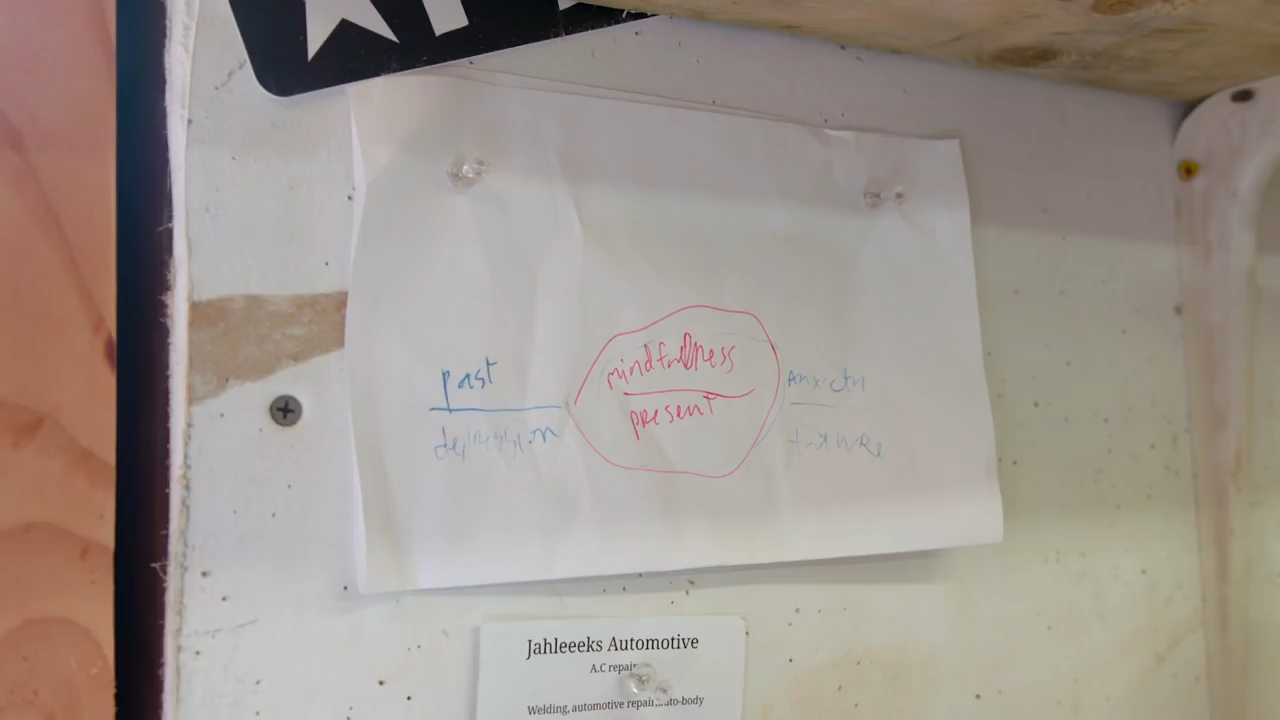 past
depression
mindfulness
present
Anxiety
future
Jahleeeks Automotive
A.C repair
Welding, automotive repair, auto-body